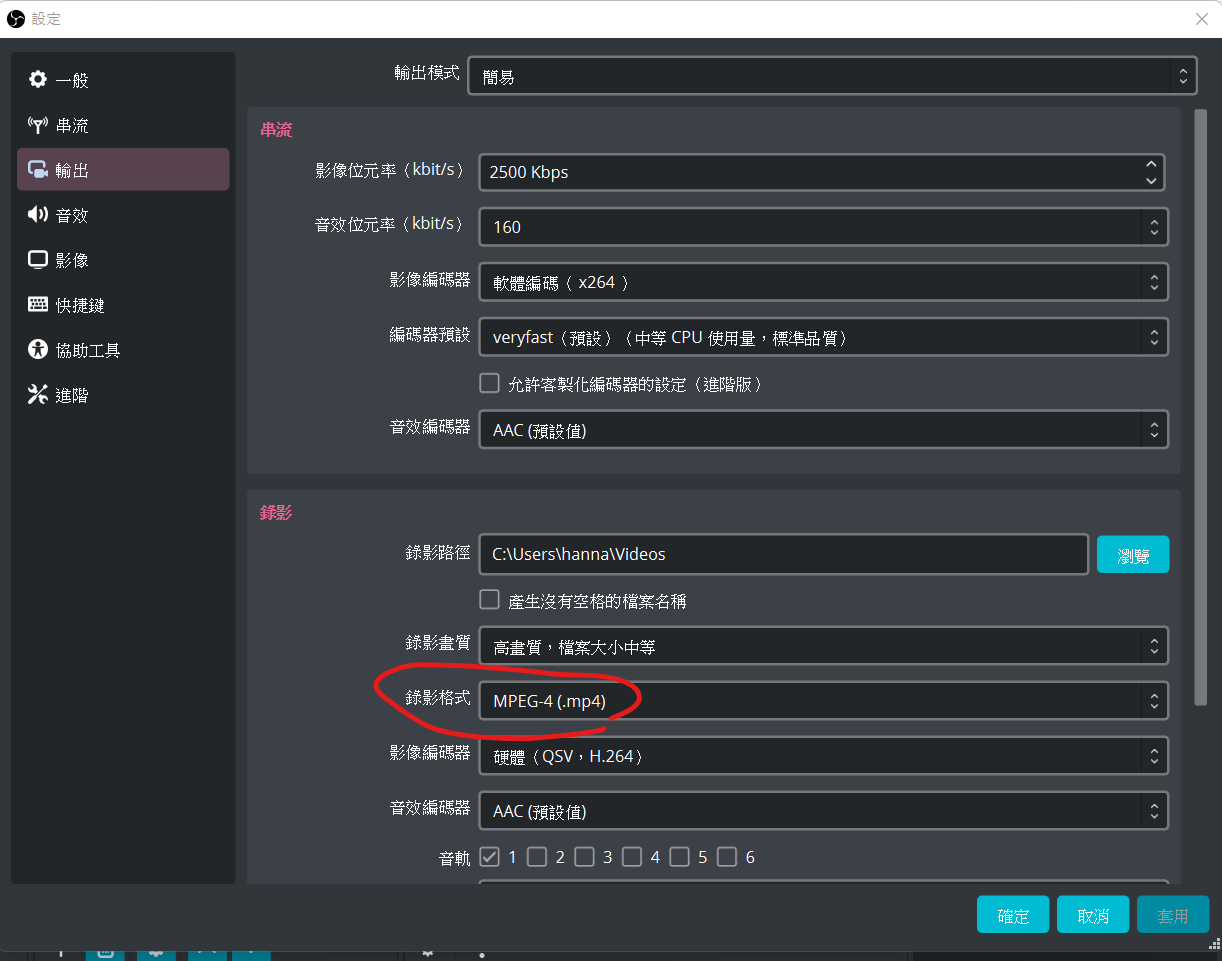 設定
一般
串流
輸出
音效
影像
快捷鍵
協助工具
進階
輸出模式 簡易
串流
影像位元率（kbit/s） 2500 Kbps
音效位元率（kbit/s） 160
影像編碼器 軟體編碼（ x264 ）
編碼器預設 veryfast（預設）（中等 CPU 使用量，標準品質）
允許客製化編碼器的設定（進階版）
音效編碼器 AAC (預設值)
錄影
錄影路徑 C:\Users\hanna\Videos 瀏覽
產生沒有空格的檔案名稱
錄影畫質 高畫質，檔案大小中等
錄影格式 MPEG-4 (.mp4)
影像編碼器 硬體（QSV，H.264）
音效編碼器 AAC (預設值)
音軌 1 2 3 4 5 6
確定 取消 套用